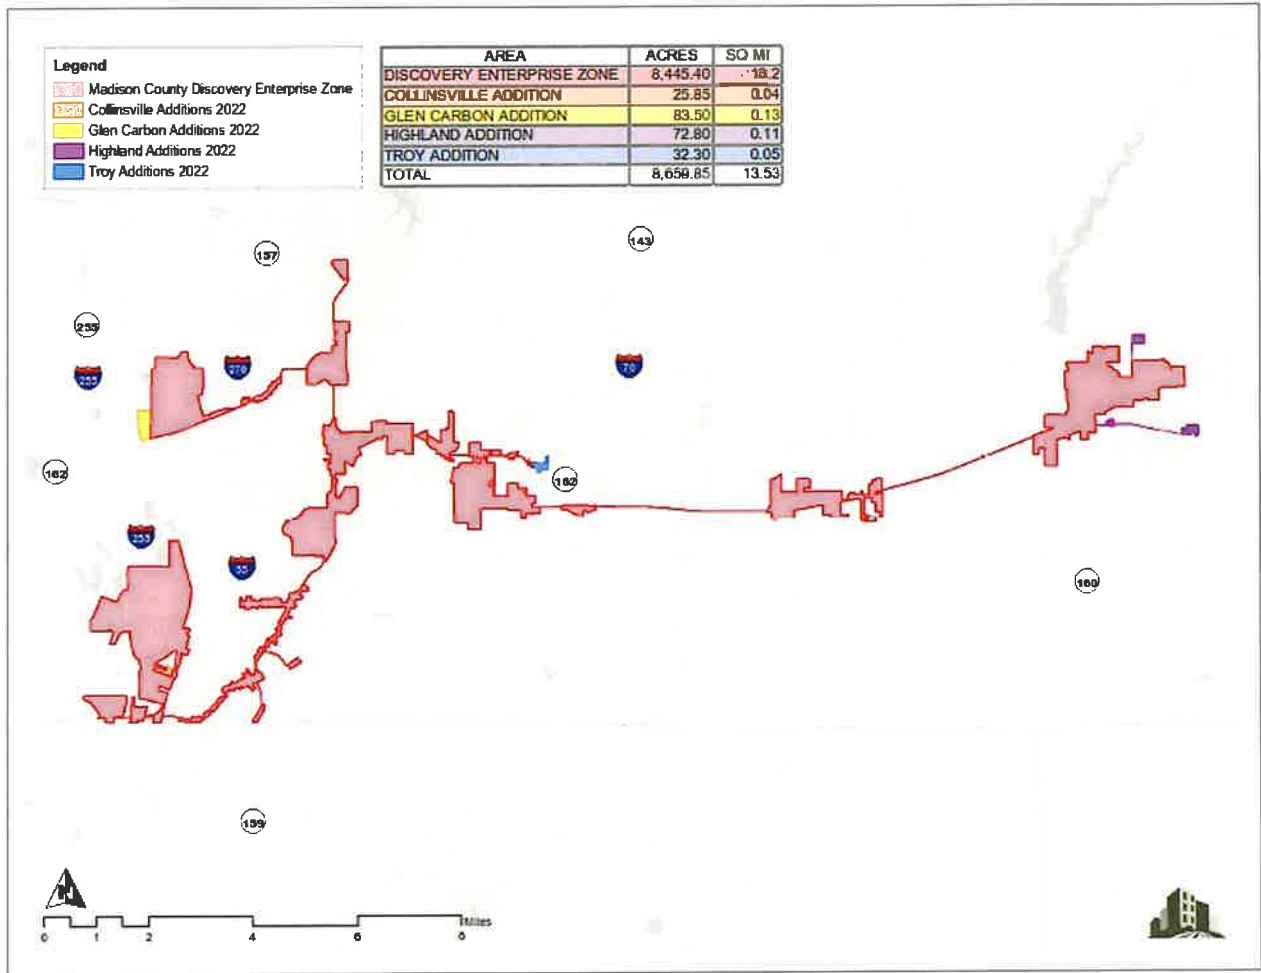 Legend
Madison County Discovery Enterprise Zone
Collinsville Additions 2022
Glen Carbon Additions 2022
Highland Additions 2022
Troy Additions 2022
AREA ACRES SQ MI
DISCOVERY ENTERPRISE ZONE 8,445.40
COLLINSVILLE ADDITION 25.85 0.04
GLEN CARBON ADDITION 83.50 0.13
HIGHLAND ADDITION 72.80 0.11
TROY ADDITION 32.30 0.05
TOTAL 8,659.85 13.53
157
143
255
255
270
70
162
162
255
55
160
159
N
Miles
0 1 2 4 6 8